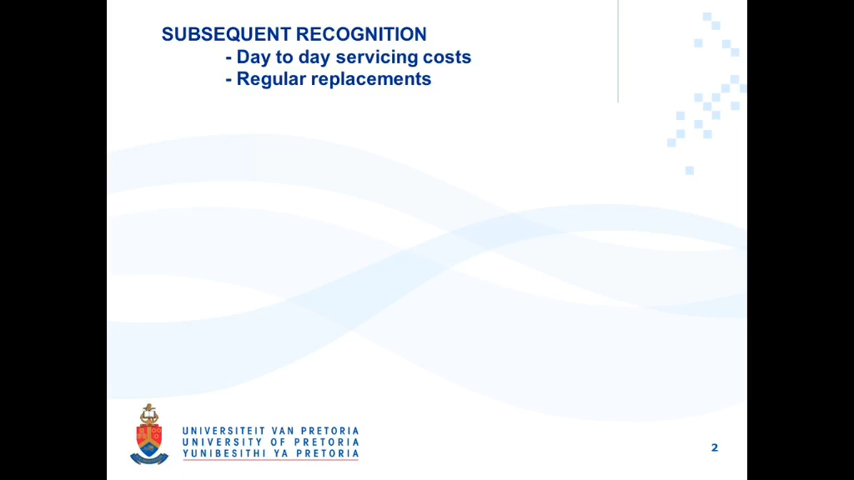 SUBSEQUENT RECOGNITION
- Day to day servicing costs
- Regular replacements
UNIVERSITEIT VAN PRETORIA
UNIVERSITY OF PRETORIA
YUNIBESITHI YA PRETORIA
2